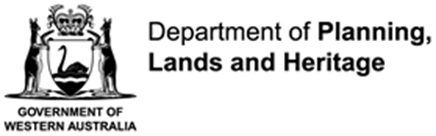 Department of Planning,
Lands and Heritage
GOVERNMENT OF
WESTERN AUSTRALIA